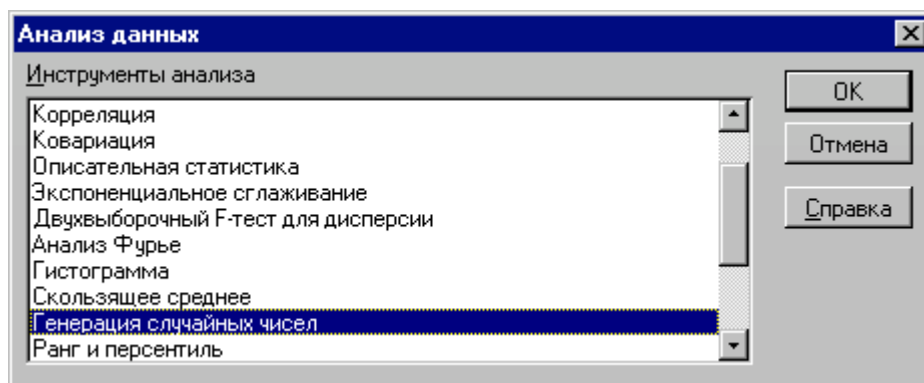 Анализ данных
Инструменты анализа
Корреляция
Ковариация
Описательная статистика
Экспоненциальное сглаживание
Двухвыборочный F-тест для дисперсии
Анализ Фурье
Гистограмма
Скользящее среднее
Генерация случайных чисел
Ранг и персентиль
OK
Отмена
Справка